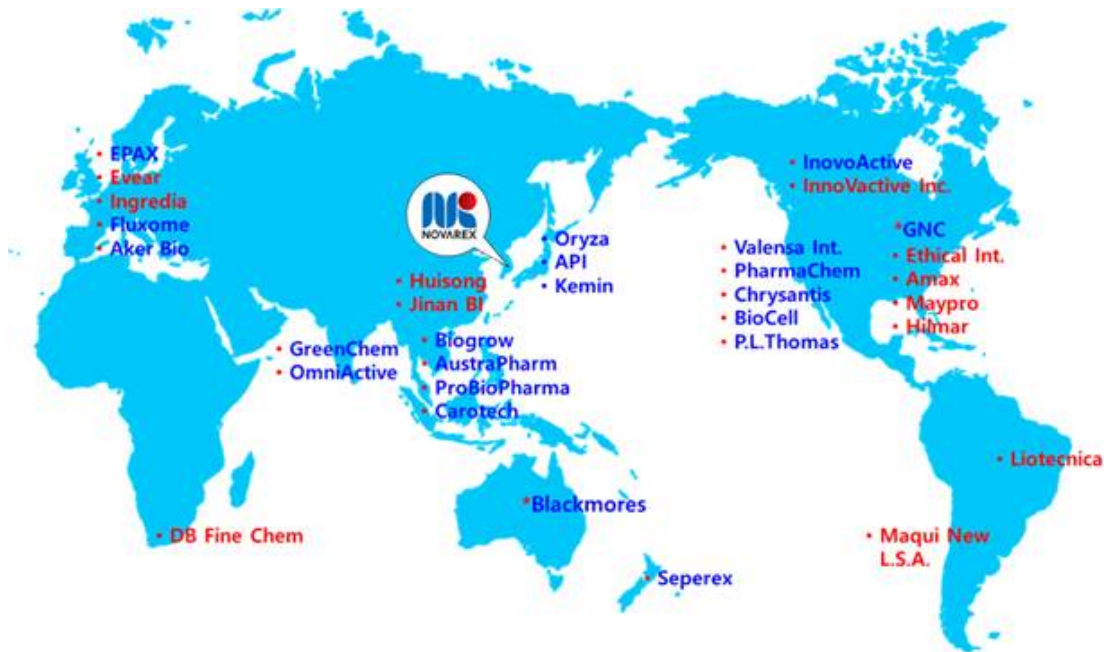 EPAX
Evear
Ingredia
Fluxome
Aker Bio
NOVAREX
Oryza
API
Kemin
Huisong
Jinan BI
GreenChem
OmniActive
Biogrow
AustraPharm
ProBioPharma
Carotech
DB Fine Chem
*Blackmores
Seperex
InovoActive
InnoVactive Inc.
*GNC
Ethical Int.
Amax
Maypro
Hilmar
Valensa Int.
PharmaChem
Chrysantis
BioCell
P.L.Thomas
Liotecnica
Maqui New
L.S.A.